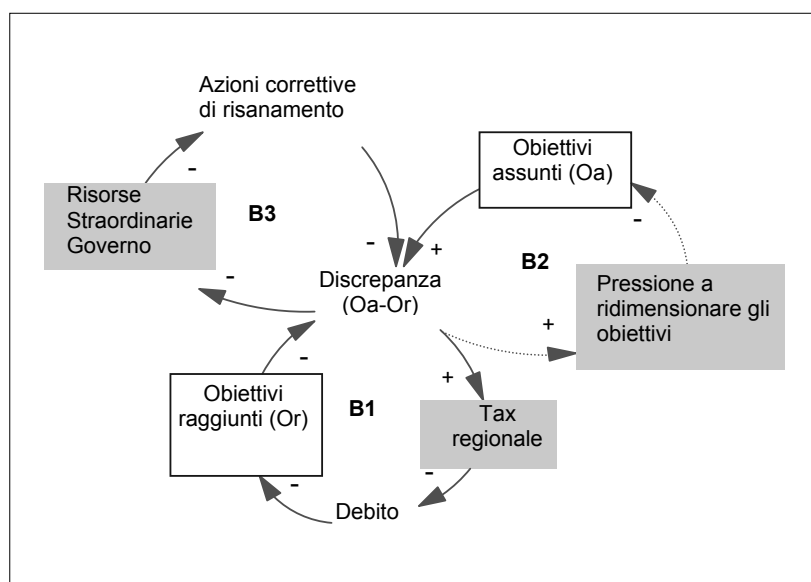 Azioni correttive
di risanamento
-
Risorse
Straordinarie
Governo
B3
-
-
+
Obiettivi
assunti (Oa)
-
B2
Discrepanza
(Oa-Or)
Pressione a
ridimensionare gli
obiettivi
+
-
+
Obiettivi
raggiunti (Or)
B1
Tax
regionale
-
-
Debito